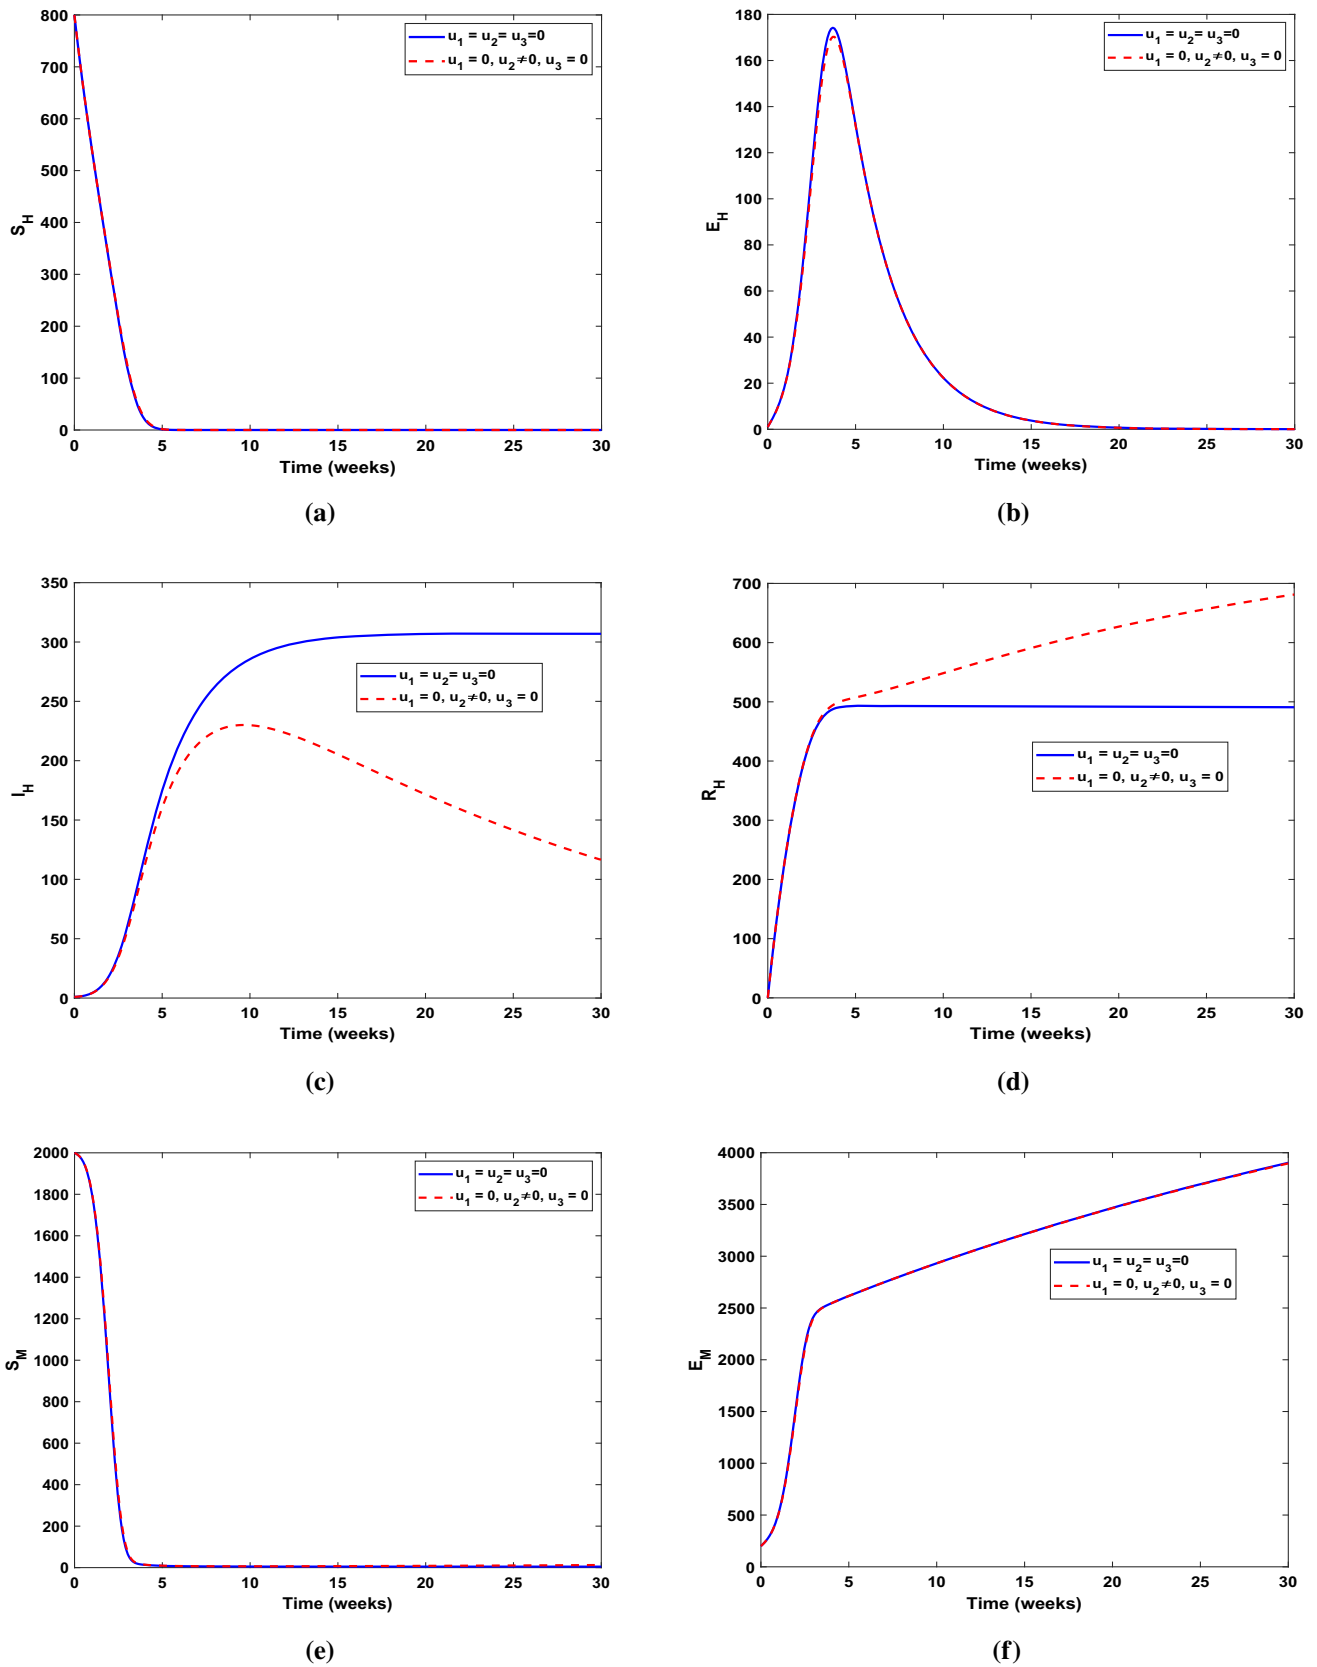 800
700
600
500
400
300
200
100
0
S_H
0 5 10 15 20 25 30
Time (weeks)
u_1 = u_2= u_3=0
u_1 = 0, u_2≠0, u_3 = 0
(a)
180
160
140
120
100
80
60
40
20
0
E_H
0 5 10 15 20 25 30
Time (weeks)
u_1 = u_2= u_3=0
u_1 = 0, u_2≠0, u_3 = 0
(b)
350
300
250
200
150
100
50
0
I_H
0 5 10 15 20 25 30
Time (weeks)
u_1 = u_2= u_3=0
u_1 = 0, u_2≠0, u_3 = 0
(c)
700
600
500
400
300
200
100
0
R_H
0 5 10 15 20 25 30
Time (weeks)
u_1 = u_2= u_3=0
u_1 = 0, u_2≠0, u_3 = 0
(d)
2000
1800
1600
1400
1200
1000
800
600
400
200
0
S_M
0 5 10 15 20 25 30
Time (weeks)
u_1 = u_2= u_3=0
u_1 = 0, u_2≠0, u_3 = 0
(e)
4000
3500
3000
2500
2000
1500
1000
500
0
E_M
0 5 10 15 20 25 30
Time (weeks)
u_1 = u_2= u_3=0
u_1 = 0, u_2≠0, u_3 = 0
(f)